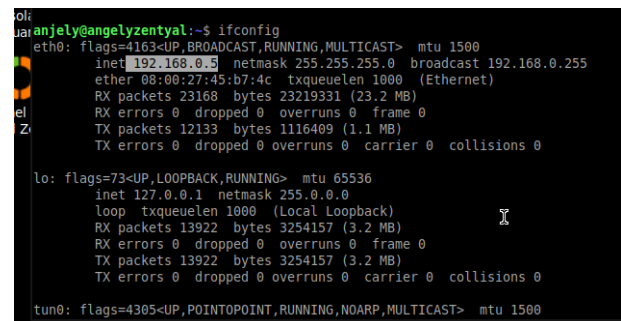 sola
anjely@angelyzentyal:~$ ifconfig
eth0: flags=4163<UP,BROADCAST,RUNNING,MULTICAST>  mtu 1500
inet 192.168.0.5  netmask 255.255.255.0  broadcast 192.168.0.255
ether 08:00:27:45:b7:4c  txqueuelen 1000  (Ethernet)
RX packets 23168  bytes 23219331 (23.2 MB)
RX errors 0  dropped 0  overruns 0  frame 0
TX packets 12133  bytes 1116409 (1.1 MB)
TX errors 0  dropped 0 overruns 0  carrier 0  collisions 0
lo: flags=73<UP,LOOPBACK,RUNNING>  mtu 65536
inet 127.0.0.1  netmask 255.0.0.0
loop  txqueuelen 1000  (Local Loopback)
RX packets 13922  bytes 3254157 (3.2 MB)
RX errors 0  dropped 0  overruns 0  frame 0
TX packets 13922  bytes 3254157 (3.2 MB)
TX errors 0  dropped 0 overruns 0  carrier 0  collisions 0
tun0: flags=4305<UP,POINTOPOINT,RUNNING,NOARP,MULTICAST>  mtu 1500